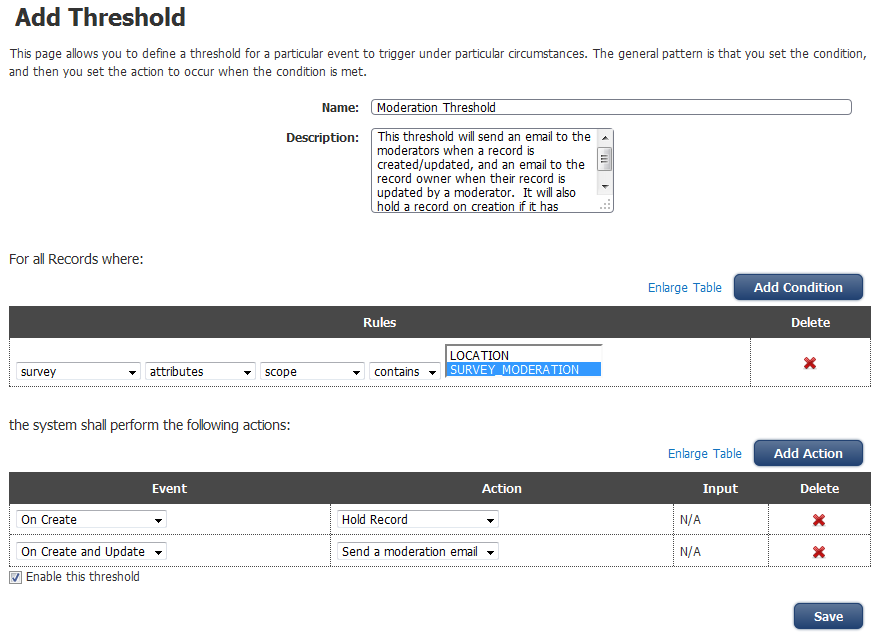 Add Threshold
This page allows you to define a threshold for a particular event to trigger under particular circumstances. The general pattern is that you set the condition,
and then you set the action to occur when the condition is met.
Name: Moderation Threshold
Description: This threshold will send an email to the
moderators when a record is
created/updated, and an email to the
record owner when their record is
updated by a moderator. It will also
hold a record on creation if it has
For all Records where:
Enlarge Table Add Condition
Rules Delete
LOCATION
survey attributes scope contains SURVEY_MODERATION
the system shall perform the following actions:
Enlarge Table Add Action
Event Action Input Delete
On Create Hold Record N/A
On Create and Update Send a moderation email N/A
Enable this threshold
Save